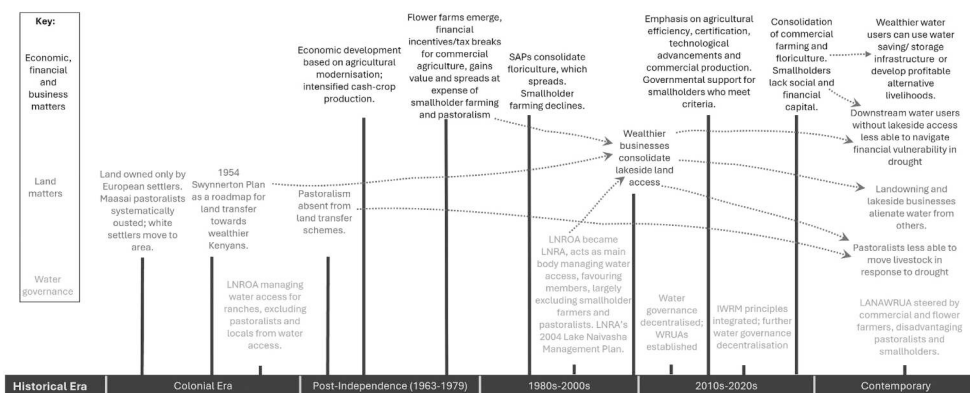 Key:
Economic,
financial
and
business
matters
Land
matters
Water
governance
Land owned only by
European settlers.
Maasai pastoralists
systematically
ousted; white
settlers move to
area.
1954
Swynnerton Plan
as a roadmap for
land transfer
towards
wealthier
Kenyans.
LNROA managing
water access for
ranches, excluding
pastoralists and
locals from water
access.
Economic development
based on agricultural
modernisation;
intensified cash-crop
production.
Pastoralism
absent from
land transfer
schemes.
Flower farms emerge,
financial
incentives/tax breaks
for commercial
agriculture, gains
value and spreads at
expense of
smallholder farming
and pastoralism
SAPs consolidate
floriculture, which
spreads.
Smallholder
farming declines.
Wealthier
businesses
consolidate
lakeside land
access
LNROA became
LNRA, acts as main
body managing water
access, favouring
members, largely
excluding smallholder
farmers and
pastoralists. LNRA's
2004 Lake Naivasha
Management Plan.
Emphasis on agricultural
efficiency, certification,
technological
advancements and
commercial production.
Governmental support for
smallholders who meet
criteria.
Water
governance
decentralised;
WRUAs
established
IWRM principles
integrated; further
water governance
decentralisation
Consolidation
of commercial
farming and
floriculture.
Smallholders
lack social and
financial
capital.
Wealthier water
users can use water
saving/ storage
infrastructure or
develop profitable
alternative
livelihoods.
Downstream water users
without lakeside access
less able to navigate
financial vulnerability in
drought
Landowning and
lakeside businesses
alienate water from
others.
Pastoralists less able to
move livestock in
response to drought
LANAWRUA steered by
commercial and flower
farmers, disadvantaging
pastoralists and
smallholders.
Historical Era
Colonial Era
Post-Independence (1963-1979)
1980s-2000s
2010s-2020s
Contemporary